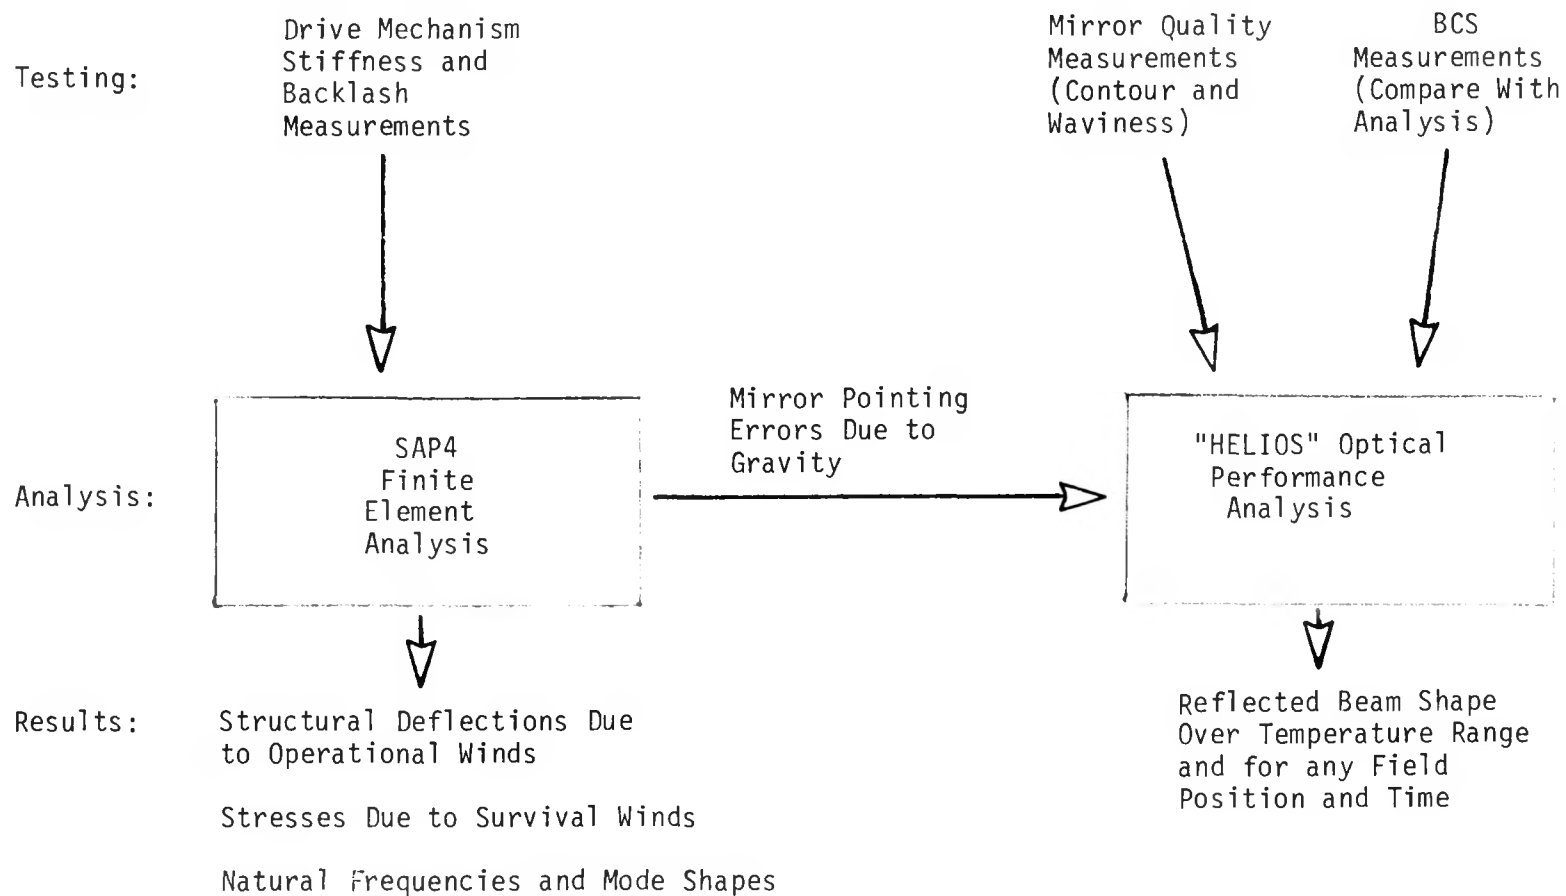 Testing:
Drive Mechanism
Stiffness and
Backlash
Measurements
Mirror Quality
Measurements
(Contour and
Waviness)
BCS
Measurements
(Compare With
Analysis)
Analysis:
SAP4
Finite
Element
Analysis
Mirror Pointing
Errors Due to
Gravity
"HELIOS" Optical
Performance
Analysis
Results:
Structural Deflections Due
to Operational Winds
Stresses Due to Survival Winds
Natural Frequencies and Mode Shapes
Reflected Beam Shape
Over Temperature Range
and for any Field
Position and Time